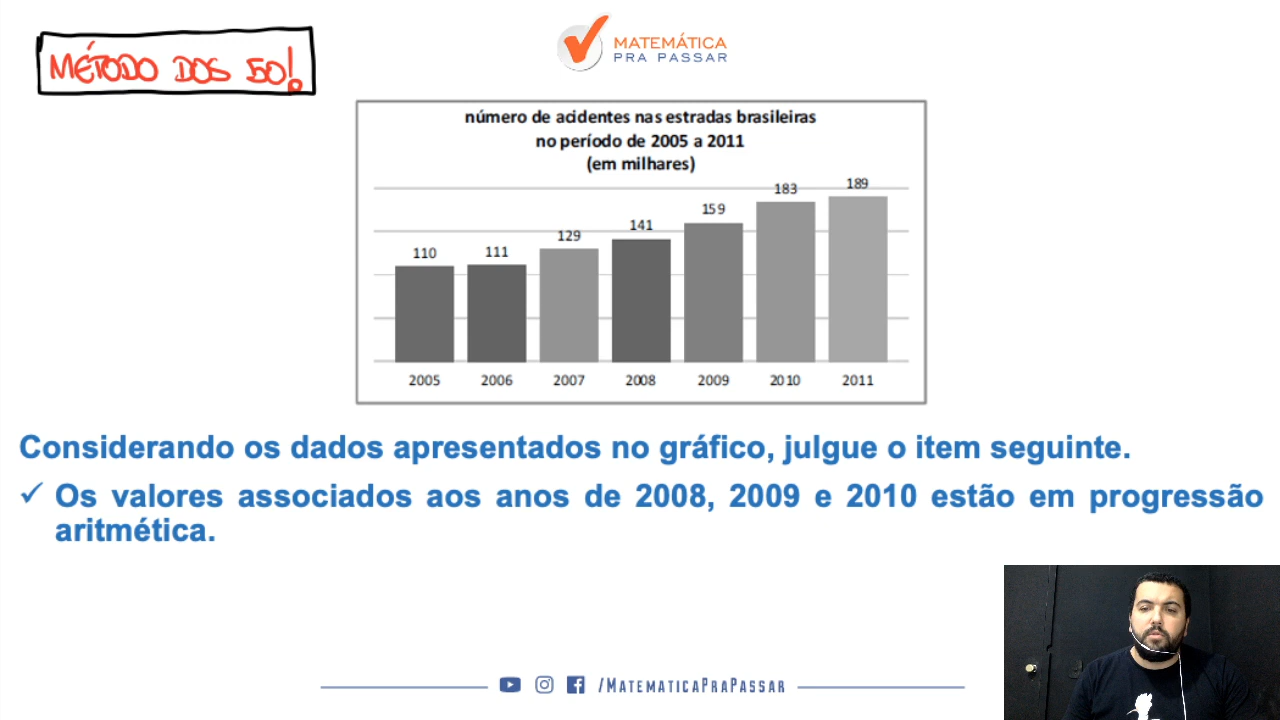 MÉTODO DOS 50!
MATEMÁTICA
PRA PASSAR
número de acidentes nas estradas brasileiras
no período de 2005 a 2011
(em milhares)
110 111 129 141 159 183 189
2005 2006 2007 2008 2009 2010 2011
Considerando os dados apresentados no gráfico, julgue o item seguinte.
✓ Os valores associados aos anos de 2008, 2009 e 2010 estão em progressão
aritmética.
/MATEMATICAPRAPASSAR